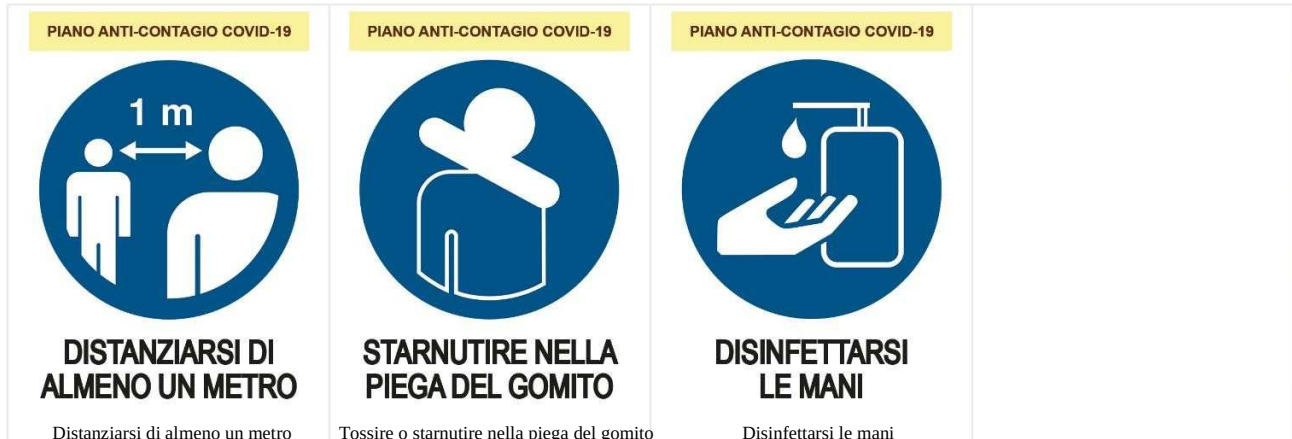 PIANO ANTI-CONTAGIO COVID-19
1 m
DISTANZIARSI DI
ALMENO UN METRO
Distanziarsi di almeno un metro
PIANO ANTI-CONTAGIO COVID-19
STARNUTIRE NELLA
PIEGA DEL GOMITO
Tossire o starnutire nella piega del gomito
PIANO ANTI-CONTAGIO COVID-19
DISINFETTARSI
LE MANI
Disinfettarsi le mani